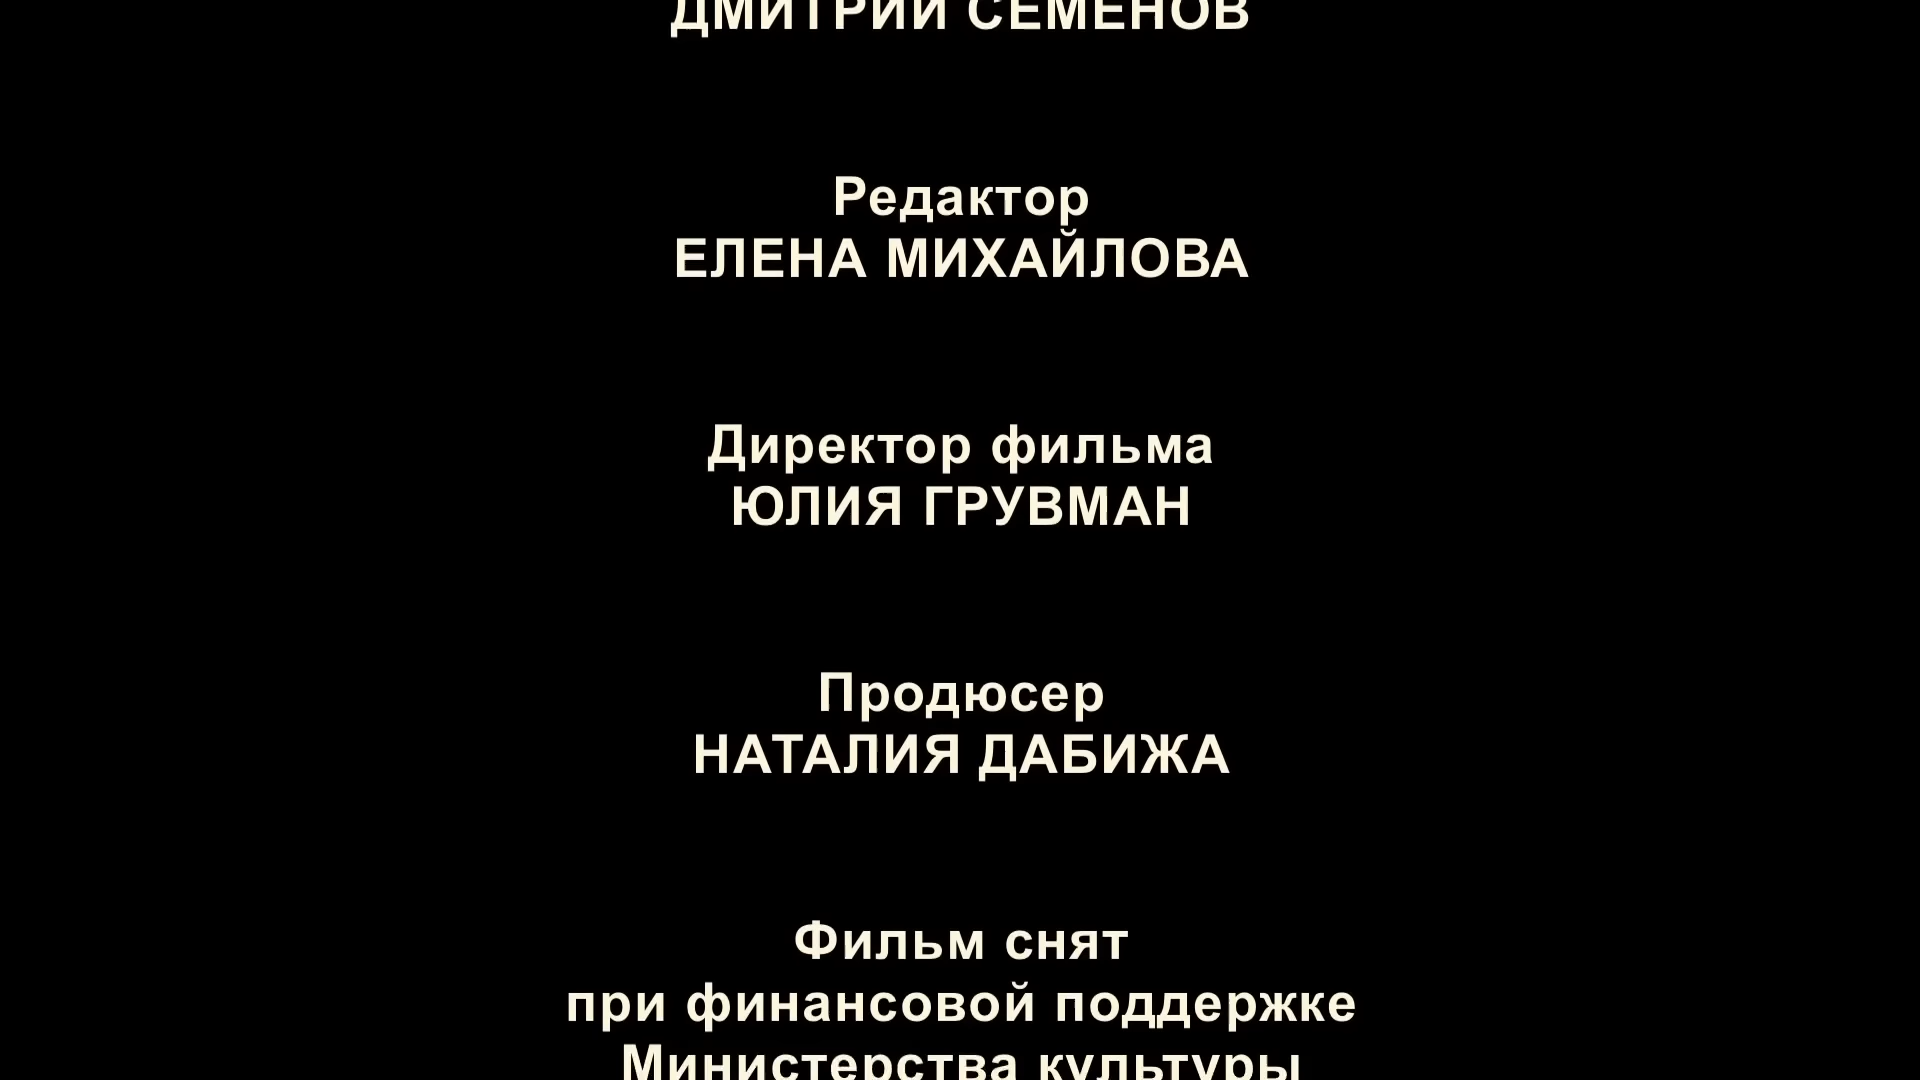 ДМИТРИЙ СЕМЕНОВ
Редактор
ЕЛЕНА МИХАЙЛОВА
Директор фильма
ЮЛИЯ ГРУВМАН
Продюсер
НАТАЛИЯ ДАБИЖА
Фильм снят
при финансовой поддержке
Министерства культуры